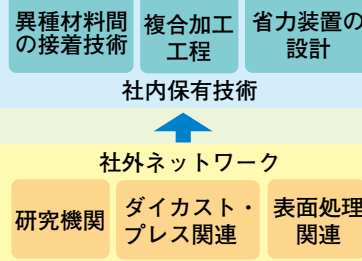 異種材料間
の接着技術
複合加工
工程
省力装置の
設計
社内保有技術
社外ネットワーク
研究機関
ダイカスト・
プレス関連
表面処理
関連